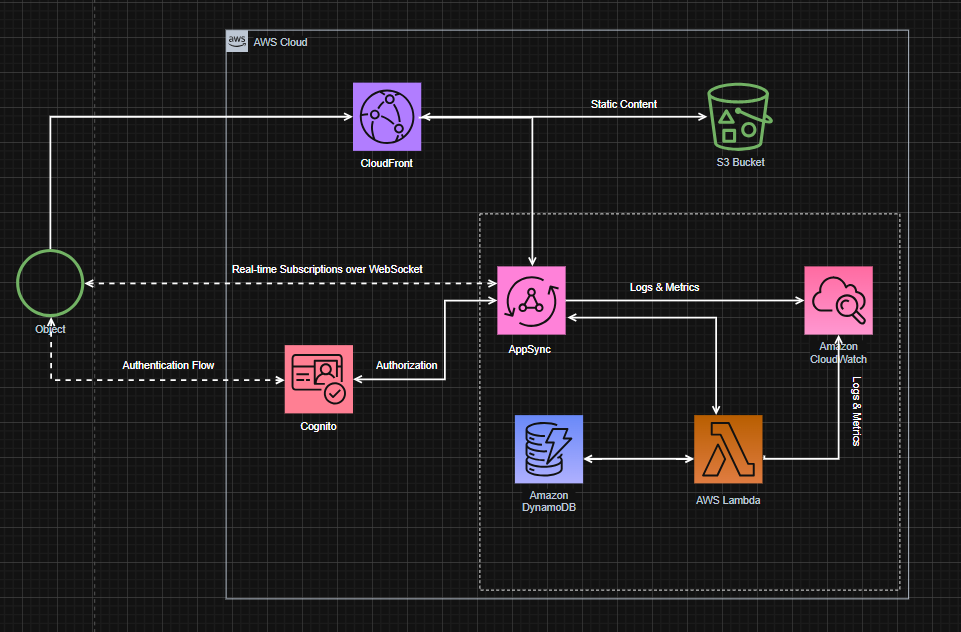 aws
AWS Cloud
Static Content
CloudFront
S3 Bucket
Real-time Subscriptions over WebSocket
Logs & Metrics
Object
AppSync
Amazon
CloudWatch
Authentication Flow
Authorization
Logs & Metrics
Cognito
Amazon
DynamoDB
AWS Lambda